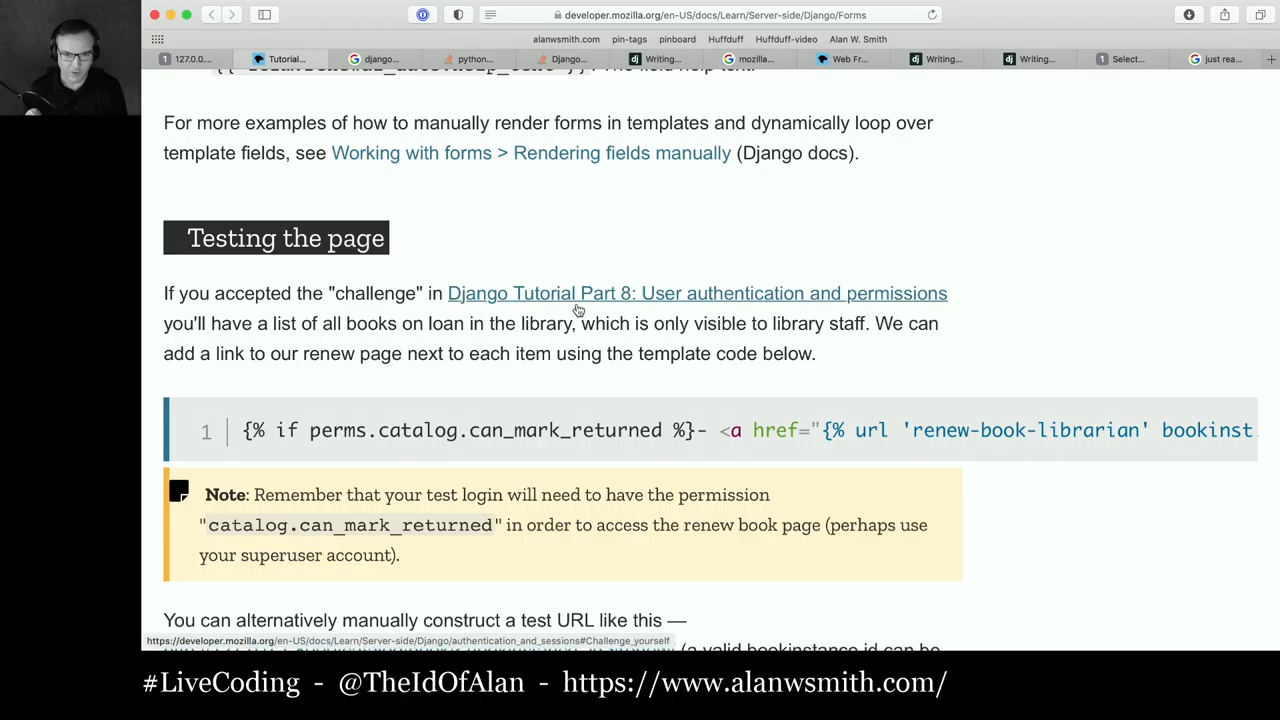 developer.mozilla.org/en-US/docs/Learn/Server-side/Django/Forms
alanwsmith.com pin-tags pinboard Huffduff Huffduff-video Alan W. Smith
1 127.0.0.... Tutorial... django... python... Django... Writing... mozilla... Web Fr... Writing... Writing... 1 Select... just rea...
For more examples of how to manually render forms in templates and dynamically loop over
template fields, see Working with forms > Rendering fields manually (Django docs).
Testing the page
If you accepted the "challenge" in Django Tutorial Part 8: User authentication and permissions
you'll have a list of all books on loan in the library, which is only visible to library staff. We can
add a link to our renew page next to each item using the template code below.
1 {% if perms.catalog.can_mark_returned %}- <a href="{% url 'renew-book-librarian' bookinst
Note: Remember that your test login will need to have the permission
"catalog.can_mark_returned" in order to access the renew book page (perhaps use
your superuser account).
You can alternatively manually construct a test URL like this —
https://developer.mozilla.org/en-US/docs/Learn/Server-side/Django/authentication_and_sessions#Challenge_yourself
(a valid bookinstance id can be
#LiveCoding - @TheIdOfAlan - https://www.alanwsmith.com/